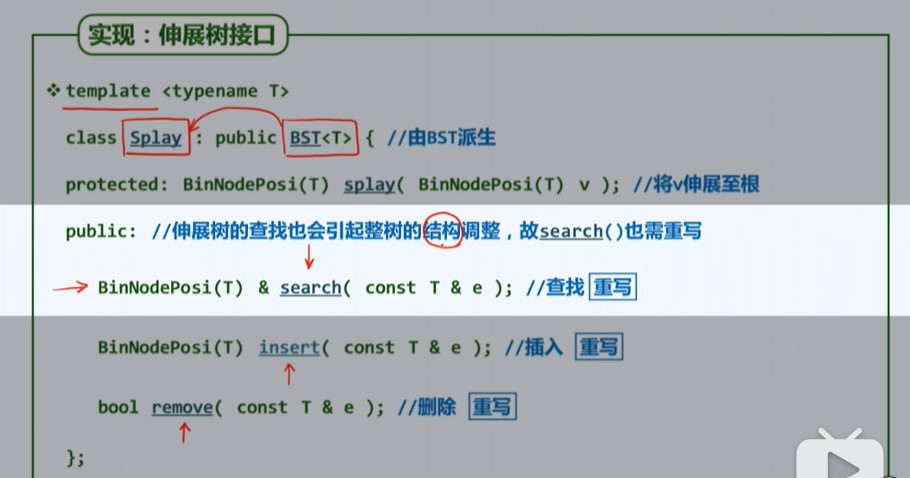 实现：伸展树接口
❖ template <typename T>
class Splay : public BST<T> { //由BST派生
protected: BinNodePosi(T) splay( BinNodePosi(T) v ); //将v伸展至根
public: //伸展树的查找也会引起整树的结构调整，故search()也需重写
BinNodePosi(T) & search( const T & e ); //查找 重写
BinNodePosi(T) insert( const T & e ); //插入 重写
bool remove( const T & e ); //删除 重写
};